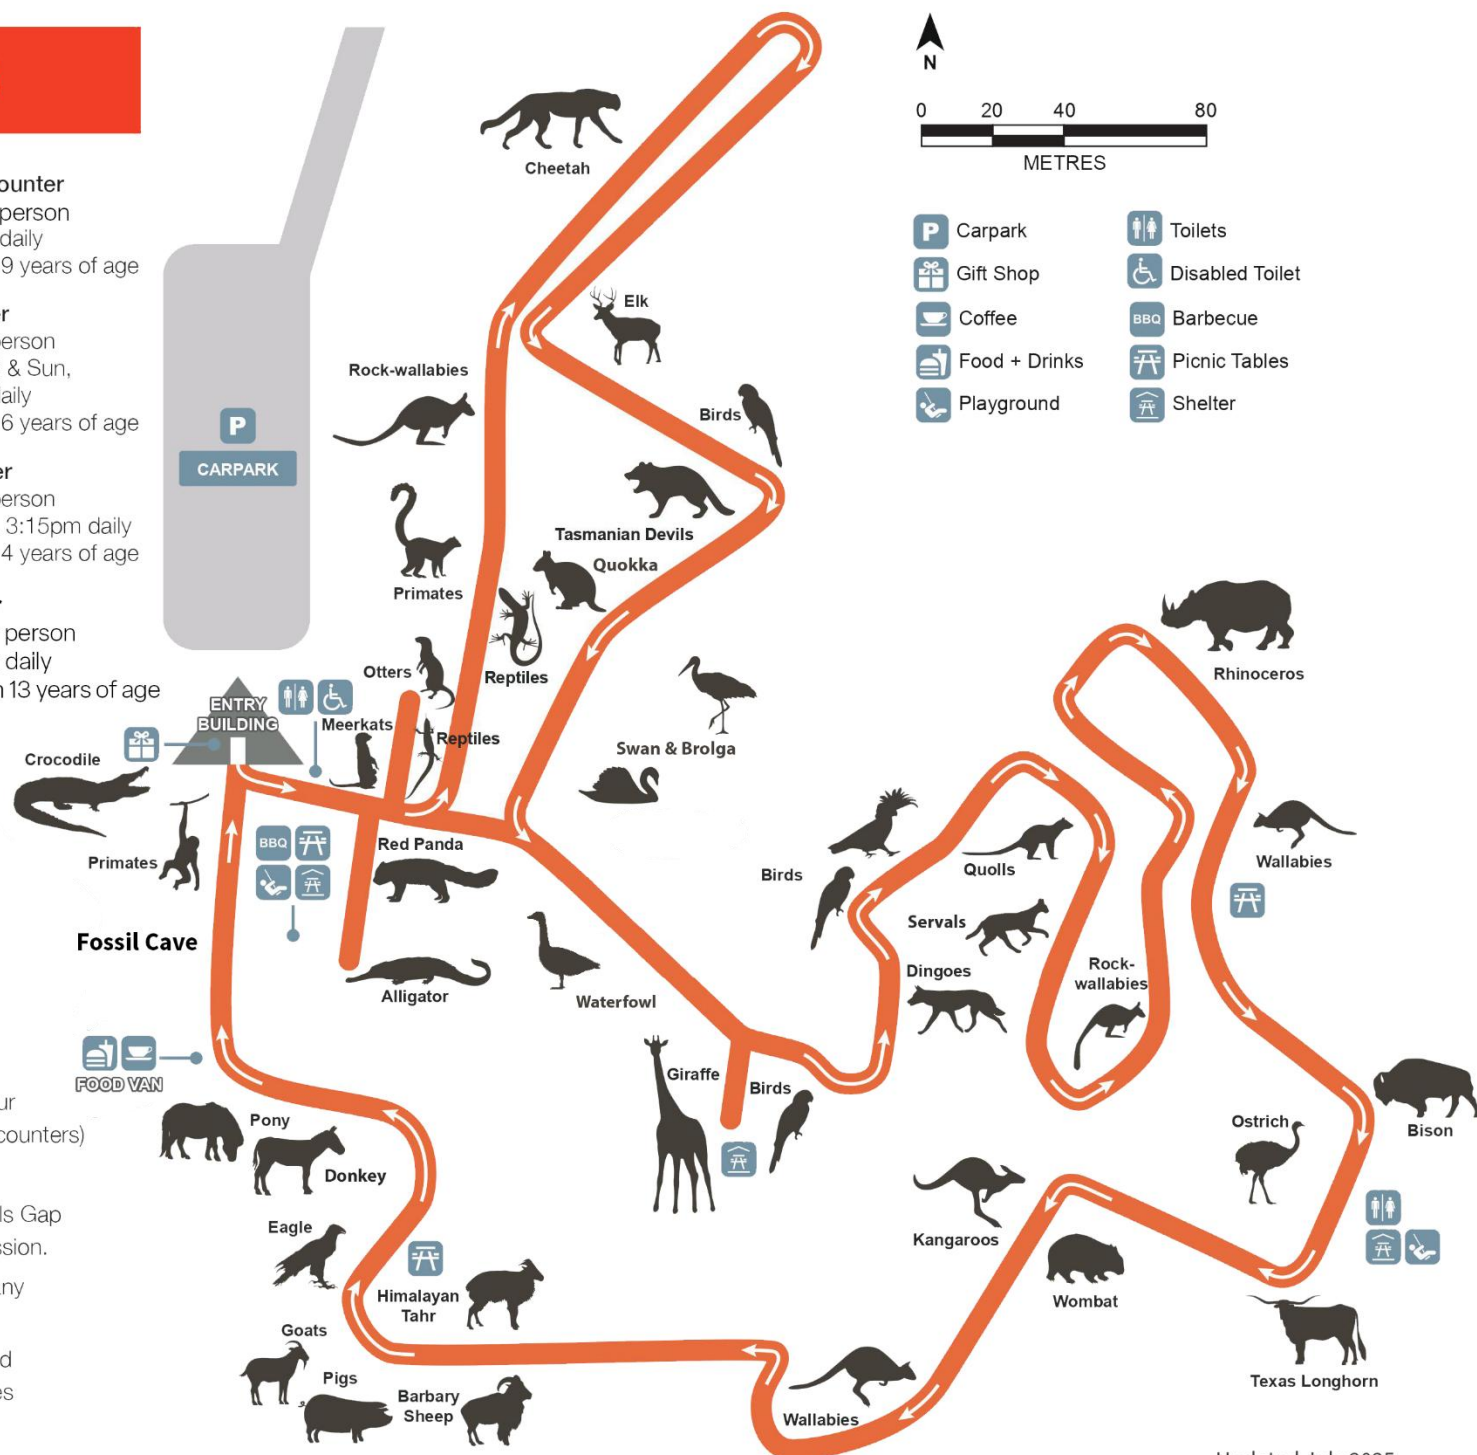 ounter
person
daily
9 years of age
er
person
& Sun,
daily
6 years of age
er
person
3:15pm daily
4 years of age
person
daily
13 years of age
Cheetah
N
0 20 40 80
METRES
P Carpark
Toilets
Gift Shop
Disabled Toilet
Coffee
BBQ Barbecue
Food + Drinks
Picnic Tables
Playground
Shelter
Elk
Rock-wallabies
Birds
P
CARPARK
Tasmanian Devils
Quokka
Primates
Reptiles
Otters
Rhinoceros
ENTRY
BUILDING
Meerkats
Reptiles
Swan & Brolga
Crocodile
Primates
BBQ
Red Panda
Birds
Quolls
Wallabies
Servals
Fossil Cave
Dingoes
Rock-
wallabies
Alligator
Waterfowl
FOOD VAN
Giraffe
Birds
ur
counters)
Pony
Donkey
Ostrich
Bison
ls Gap
ssion.
Eagle
Kangaroos
any
Himalayan
Tahr
Wombat
Goats
d
es
Pigs
Barbary
Sheep
Texas Longhorn
Wallabies